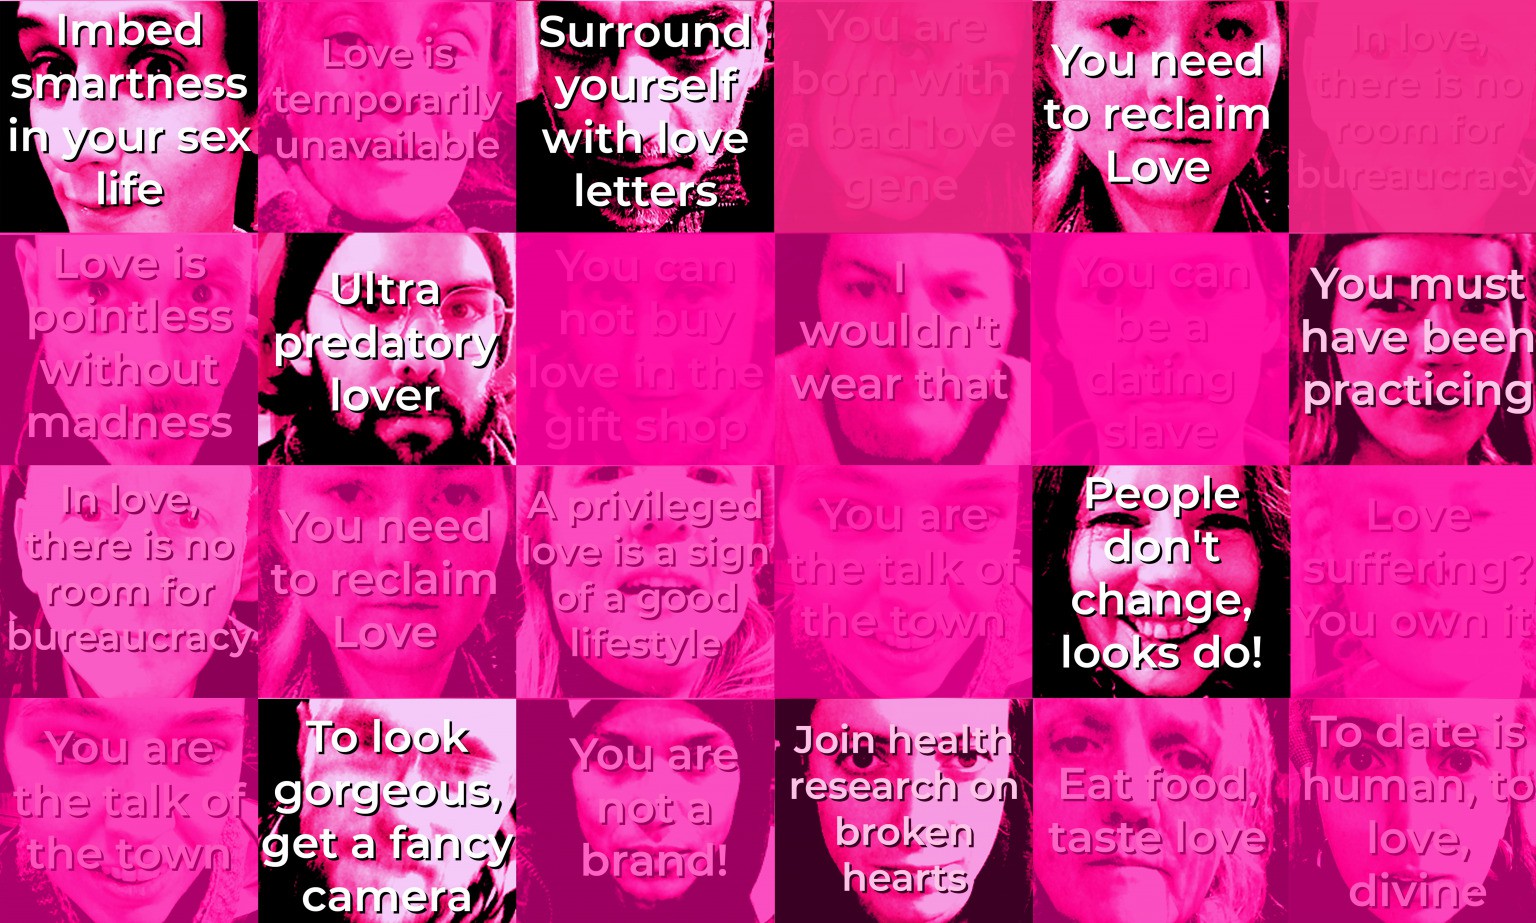 Imbed
smartness
in your sex
life
Love is
temporarily
unavailable
Surround
yourself
with love
letters
You are
born with
a bad love
gene
You need
to reclaim
Love
In love,
there is no
room for
bureaucracy
Love is
pointless
without
madness
Ultra
predatory
lover
You can
not buy
love in the
gift shop
I
wouldn't
wear that
You can
be a
dating
slave
You must
have been
practicing
In love,
there is no
room for
bureaucracy
You need
to reclaim
Love
A privileged
love is a sign
of a good
lifestyle
You are
the talk of
the town
People
don't
change,
looks do!
Love
suffering?
You own it
You are
the talk of
the town
To look
gorgeous,
get a fancy
camera
You are
not a
brand!
Join health
research on
broken
hearts
Eat food,
taste love
To date is
human, to
love,
divine